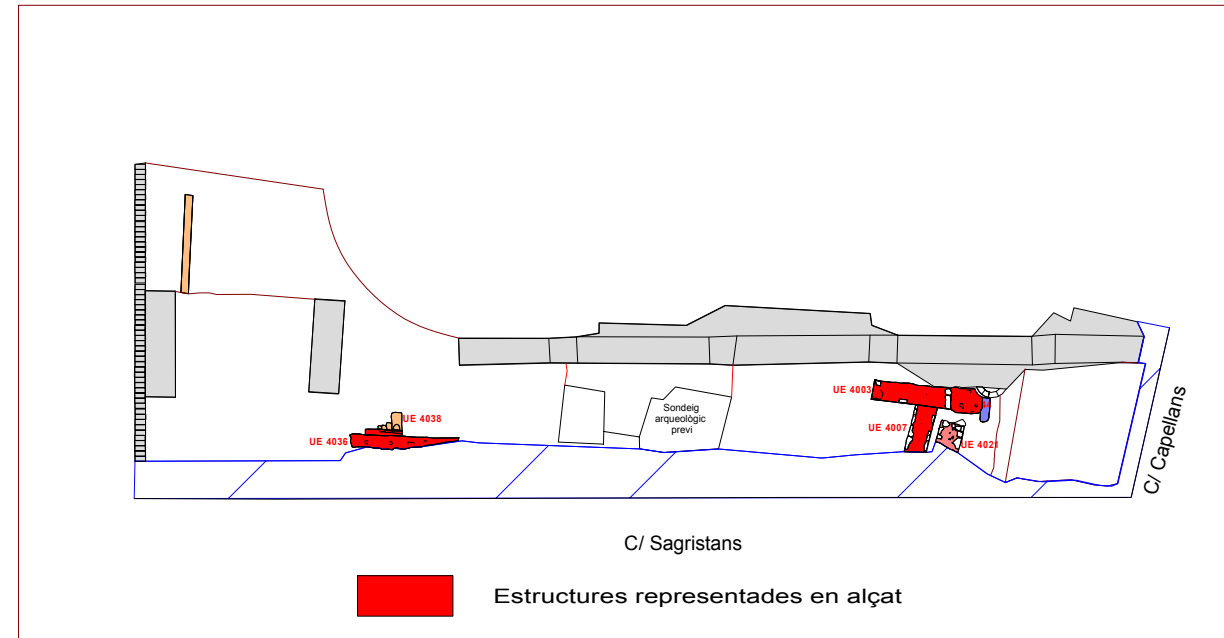 UE 4003
UE 4038
Sondeig
arqueològic
previ
UE 4007
UE 4036
UE 4021
C/ Capellans
C/ Sagristans
Estructures representades en alçat